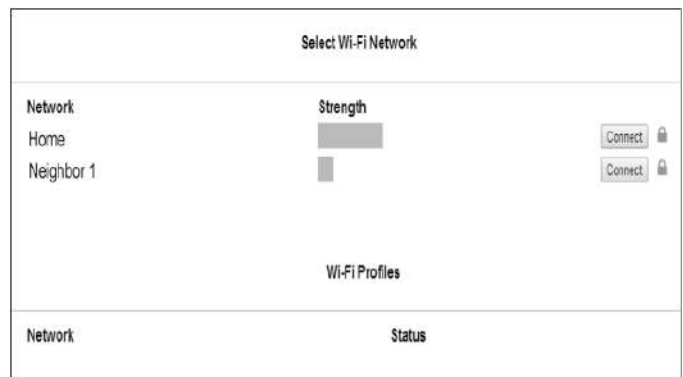 Select Wi-Fi Network
Network Strength
Home Connect
Neighbor 1 Connect
Wi-Fi Profiles
Network Status